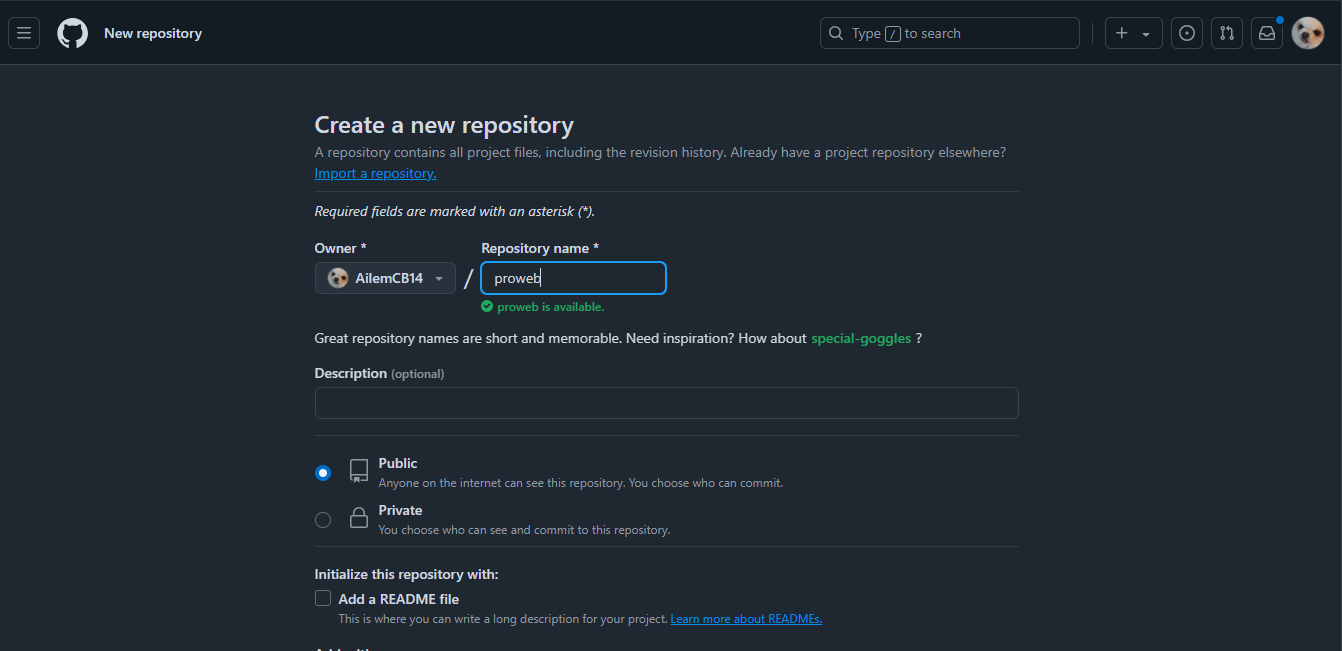 New repository
Type / to search
Create a new repository
A repository contains all project files, including the revision history. Already have a project repository elsewhere?
Import a repository.
Required fields are marked with an asterisk (*).
Owner *
Repository name *
AilemCB14
/
proweb
proweb is available.
Great repository names are short and memorable. Need inspiration? How about special-goggles ?
Description (optional)
Public
Anyone on the internet can see this repository. You choose who can commit.
Private
You choose who can see and commit to this repository.
Initialize this repository with:
Add a README file
This is where you can write a long description for your project. Learn more about READMEs.